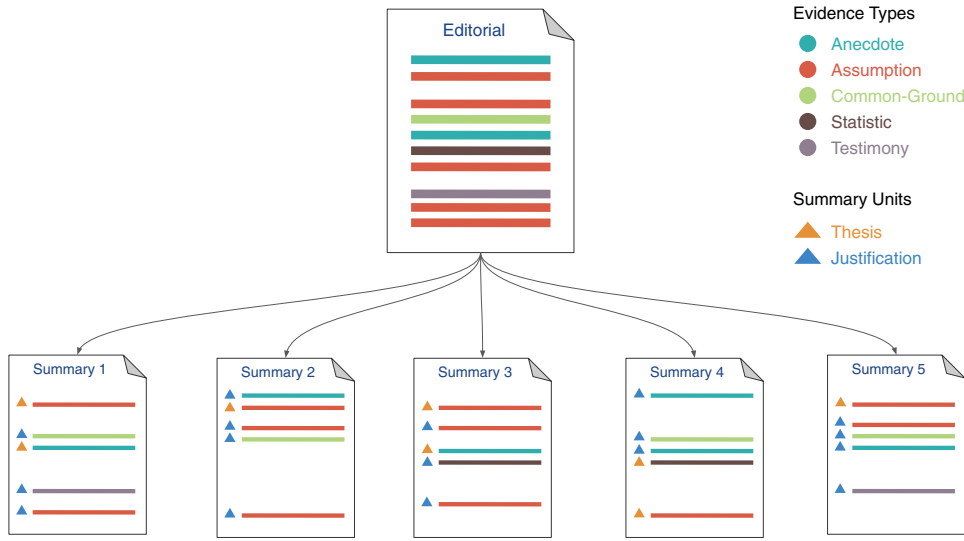 Editorial
Evidence Types
Anecdote
Assumption
Common-Ground
Statistic
Testimony
Summary Units
Thesis
Justification
Summary 1
Summary 2
Summary 3
Summary 4
Summary 5